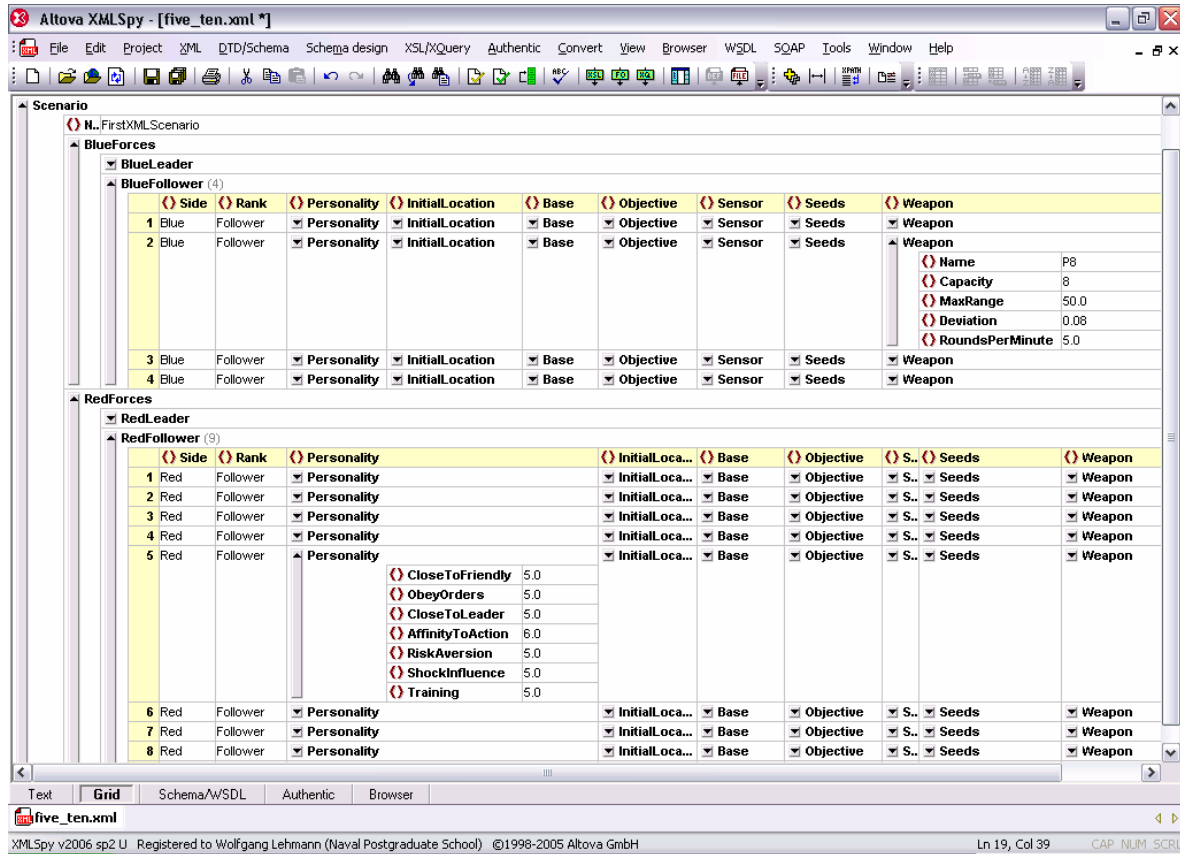 Altova XMLSpy - [five_ten.xml *]
File Edit Project XML DTD/Schema Schema design XSL/XQuery Authentic Convert View Browser WSDL SOAP Tools Window Help
Scenario
N.. FirstXMLScenario
BlueForces
BlueLeader
BlueFollower (4)
Side Rank Personality InitialLocation Base Objective Sensor Seeds Weapon
1 Blue Follower Personality InitialLocation Base Objective Sensor Seeds Weapon
2 Blue Follower Personality InitialLocation Base Objective Sensor Seeds Weapon
Name P8
Capacity 8
MaxRange 50.0
Deviation 0.08
RoundsPerMinute 5.0
3 Blue Follower Personality InitialLocation Base Objective Sensor Seeds Weapon
4 Blue Follower Personality InitialLocation Base Objective Sensor Seeds Weapon
RedForces
RedLeader
RedFollower (9)
Side Rank Personality InitialLoca... Base Objective S.. Seeds Weapon
1 Red Follower Personality InitialLoca... Base Objective S.. Seeds Weapon
2 Red Follower Personality InitialLoca... Base Objective S.. Seeds Weapon
3 Red Follower Personality InitialLoca... Base Objective S.. Seeds Weapon
4 Red Follower Personality InitialLoca... Base Objective S.. Seeds Weapon
5 Red Follower Personality InitialLoca... Base Objective S.. Seeds Weapon
CloseToFriendly 5.0
ObeyOrders 5.0
CloseToLeader 5.0
AffinityToAction 6.0
RiskAversion 5.0
ShockInfluence 5.0
Training 5.0
6 Red Follower Personality InitialLoca... Base Objective S.. Seeds Weapon
7 Red Follower Personality InitialLoca... Base Objective S.. Seeds Weapon
8 Red Follower Personality InitialLoca... Base Objective S.. Seeds Weapon
Text Grid Schema/WSDL Authentic Browser
five_ten.xml
XMLSpy v2006 sp2 U Registered to Wolfgang Lehmann (Naval Postgraduate School) ©1998-2005 Altova GmbH Ln 19, Col 39 CAP NUM SCRL